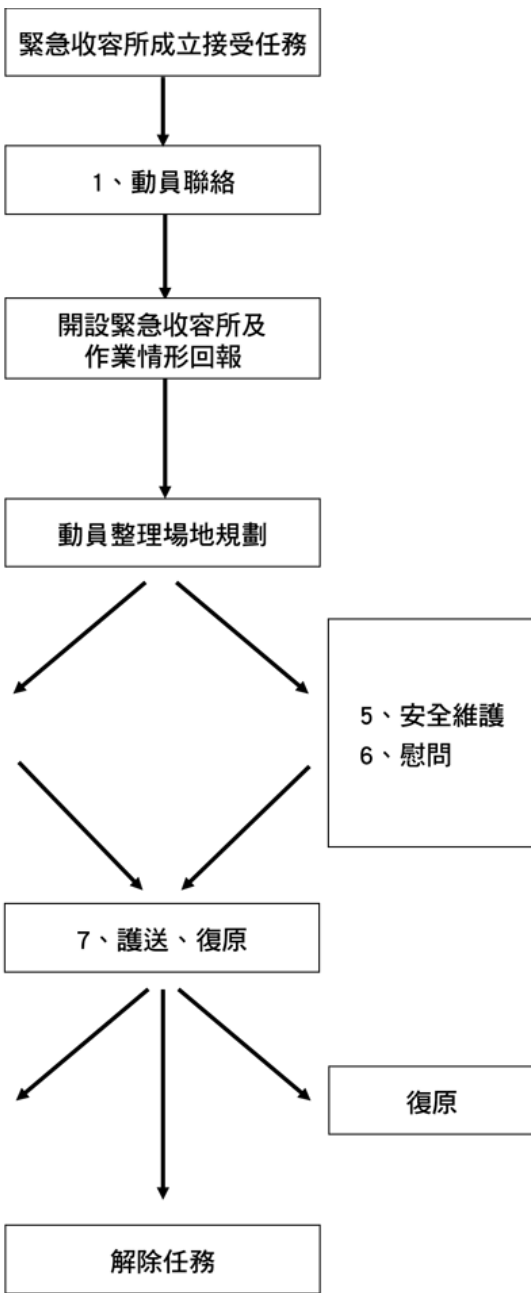 緊急收容所成立接受任務
1、動員聯絡
開設緊急收容所及
作業情形回報
動員整理場地規劃
5、安全維護
6、慰問
7、護送、復原
復原
解除任務